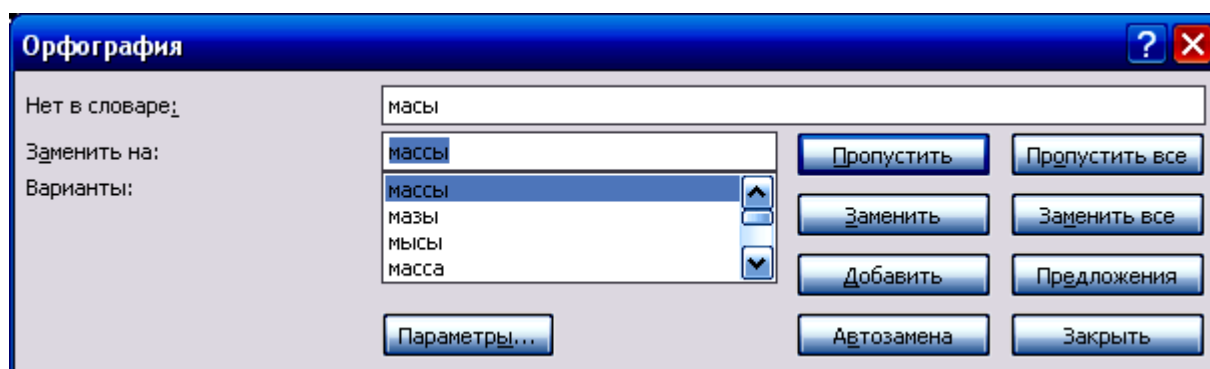 Орфография
Нет в словаре: масы
Заменить на: массы Пропустить Пропустить все
Варианты: массы
мазы Заменить Заменить все
мысы
масса Добавить Предложения
Параметры... Автозамена Закрыть